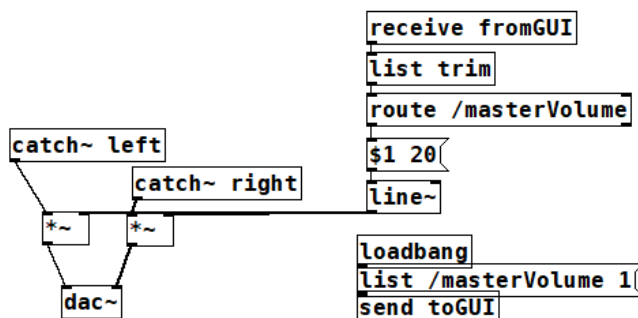 receive fromGUI
list trim
route /masterVolume
$1 20
line~
catch~ left
catch~ right
*~
*~
dac~
loadbang
list /masterVolume 1
send toGUI